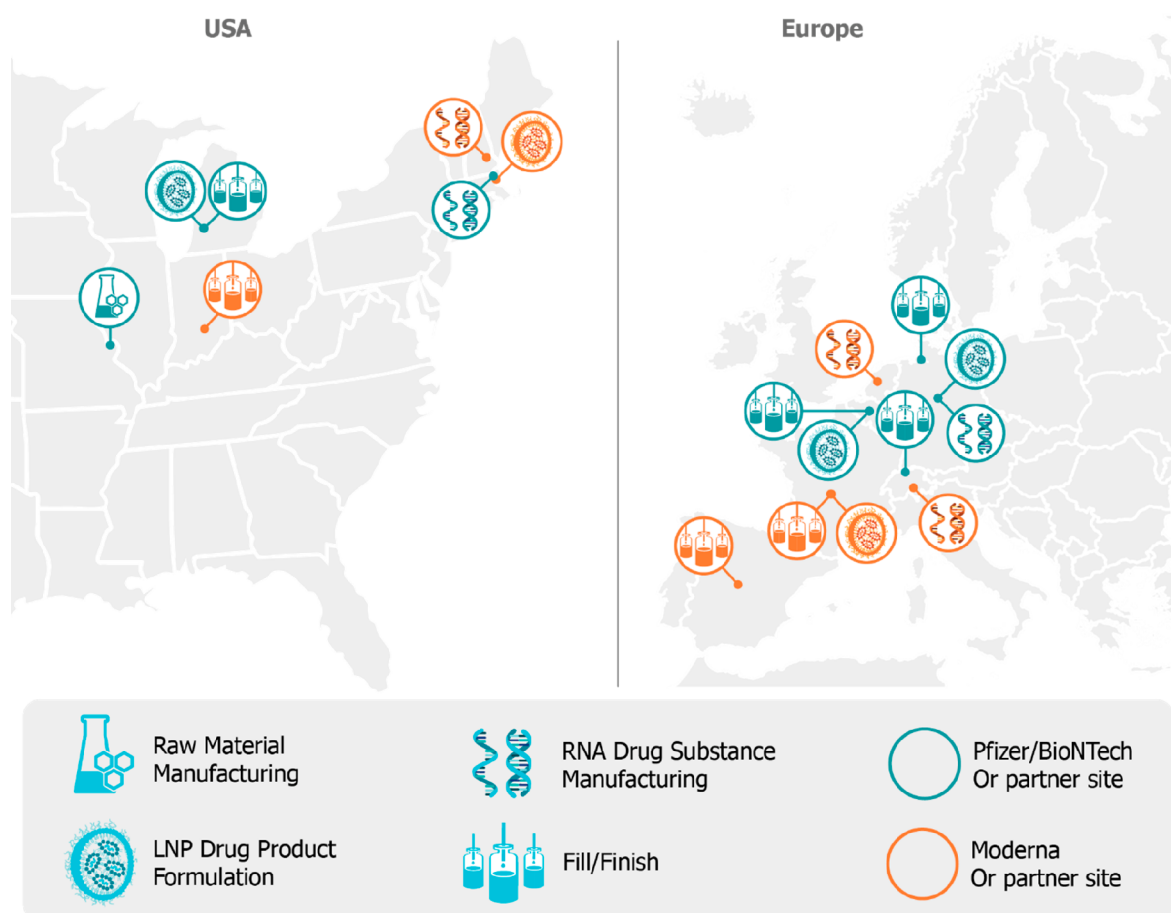 USA
Europe
Raw Material
Manufacturing
RNA Drug Substance
Manufacturing
Pfizer/BioNTech
Or partner site
LNP Drug Product
Formulation
Fill/Finish
Moderna
Or partner site